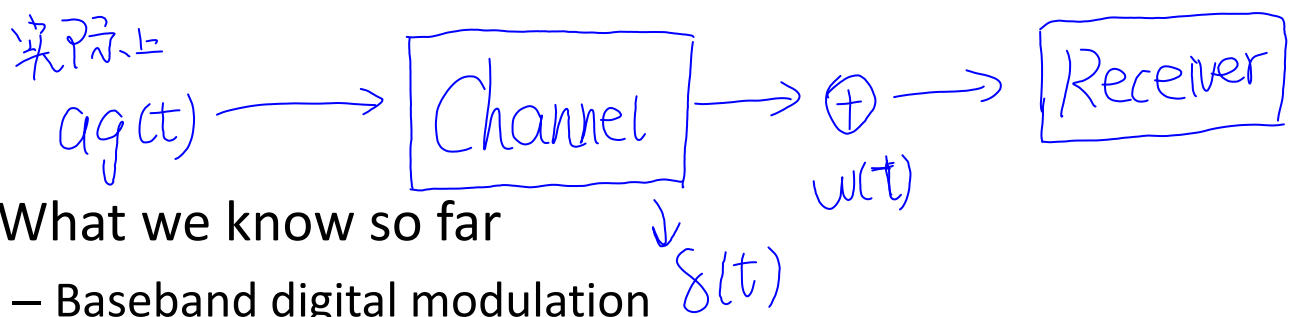 实际上
ag(t)
Channel
+
w(t)
Receiver
δ(t)
What we know so far
– Baseband digital modulation